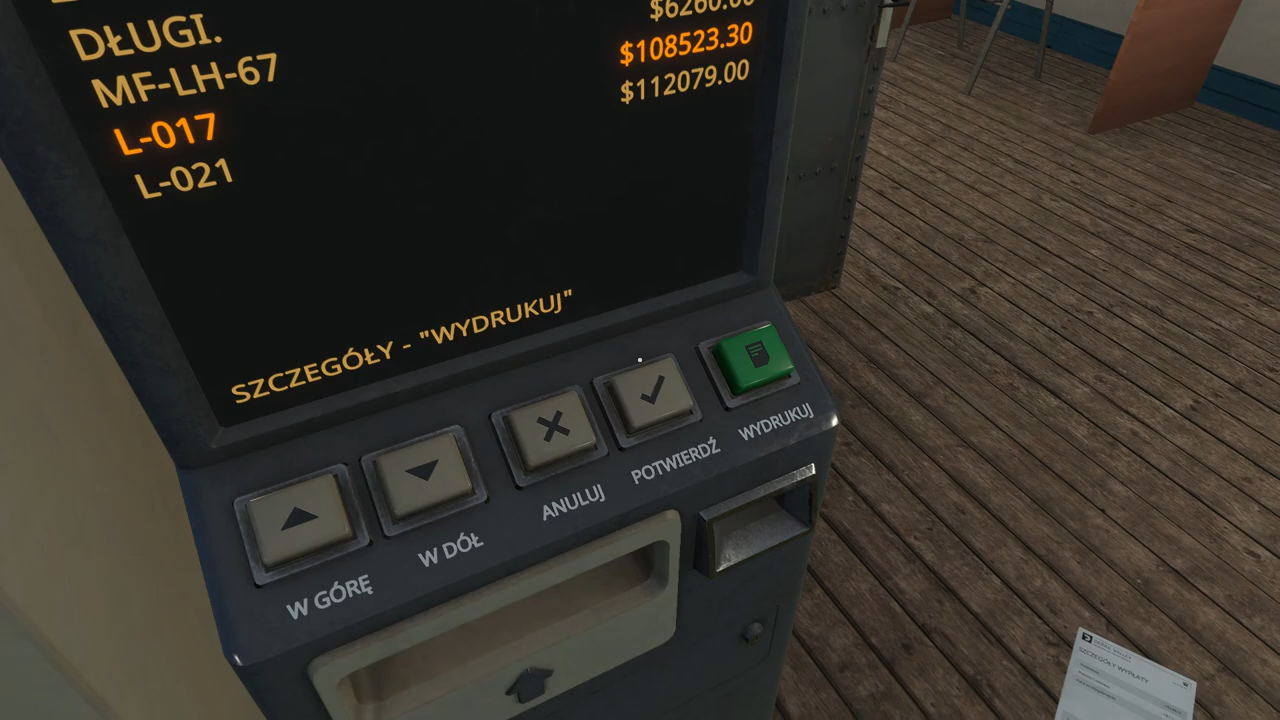 DŁUGI. $6260.00
MF-LH-67 $108523.30
L-017 $112079.00
L-021
SZCZEGÓŁY - "WYDRUKUJ"
W GÓRĘ
W DÓŁ
ANULUJ
POTWIERDŹ
WYDRUKUJ
SZCZEGÓŁY WYPŁATY